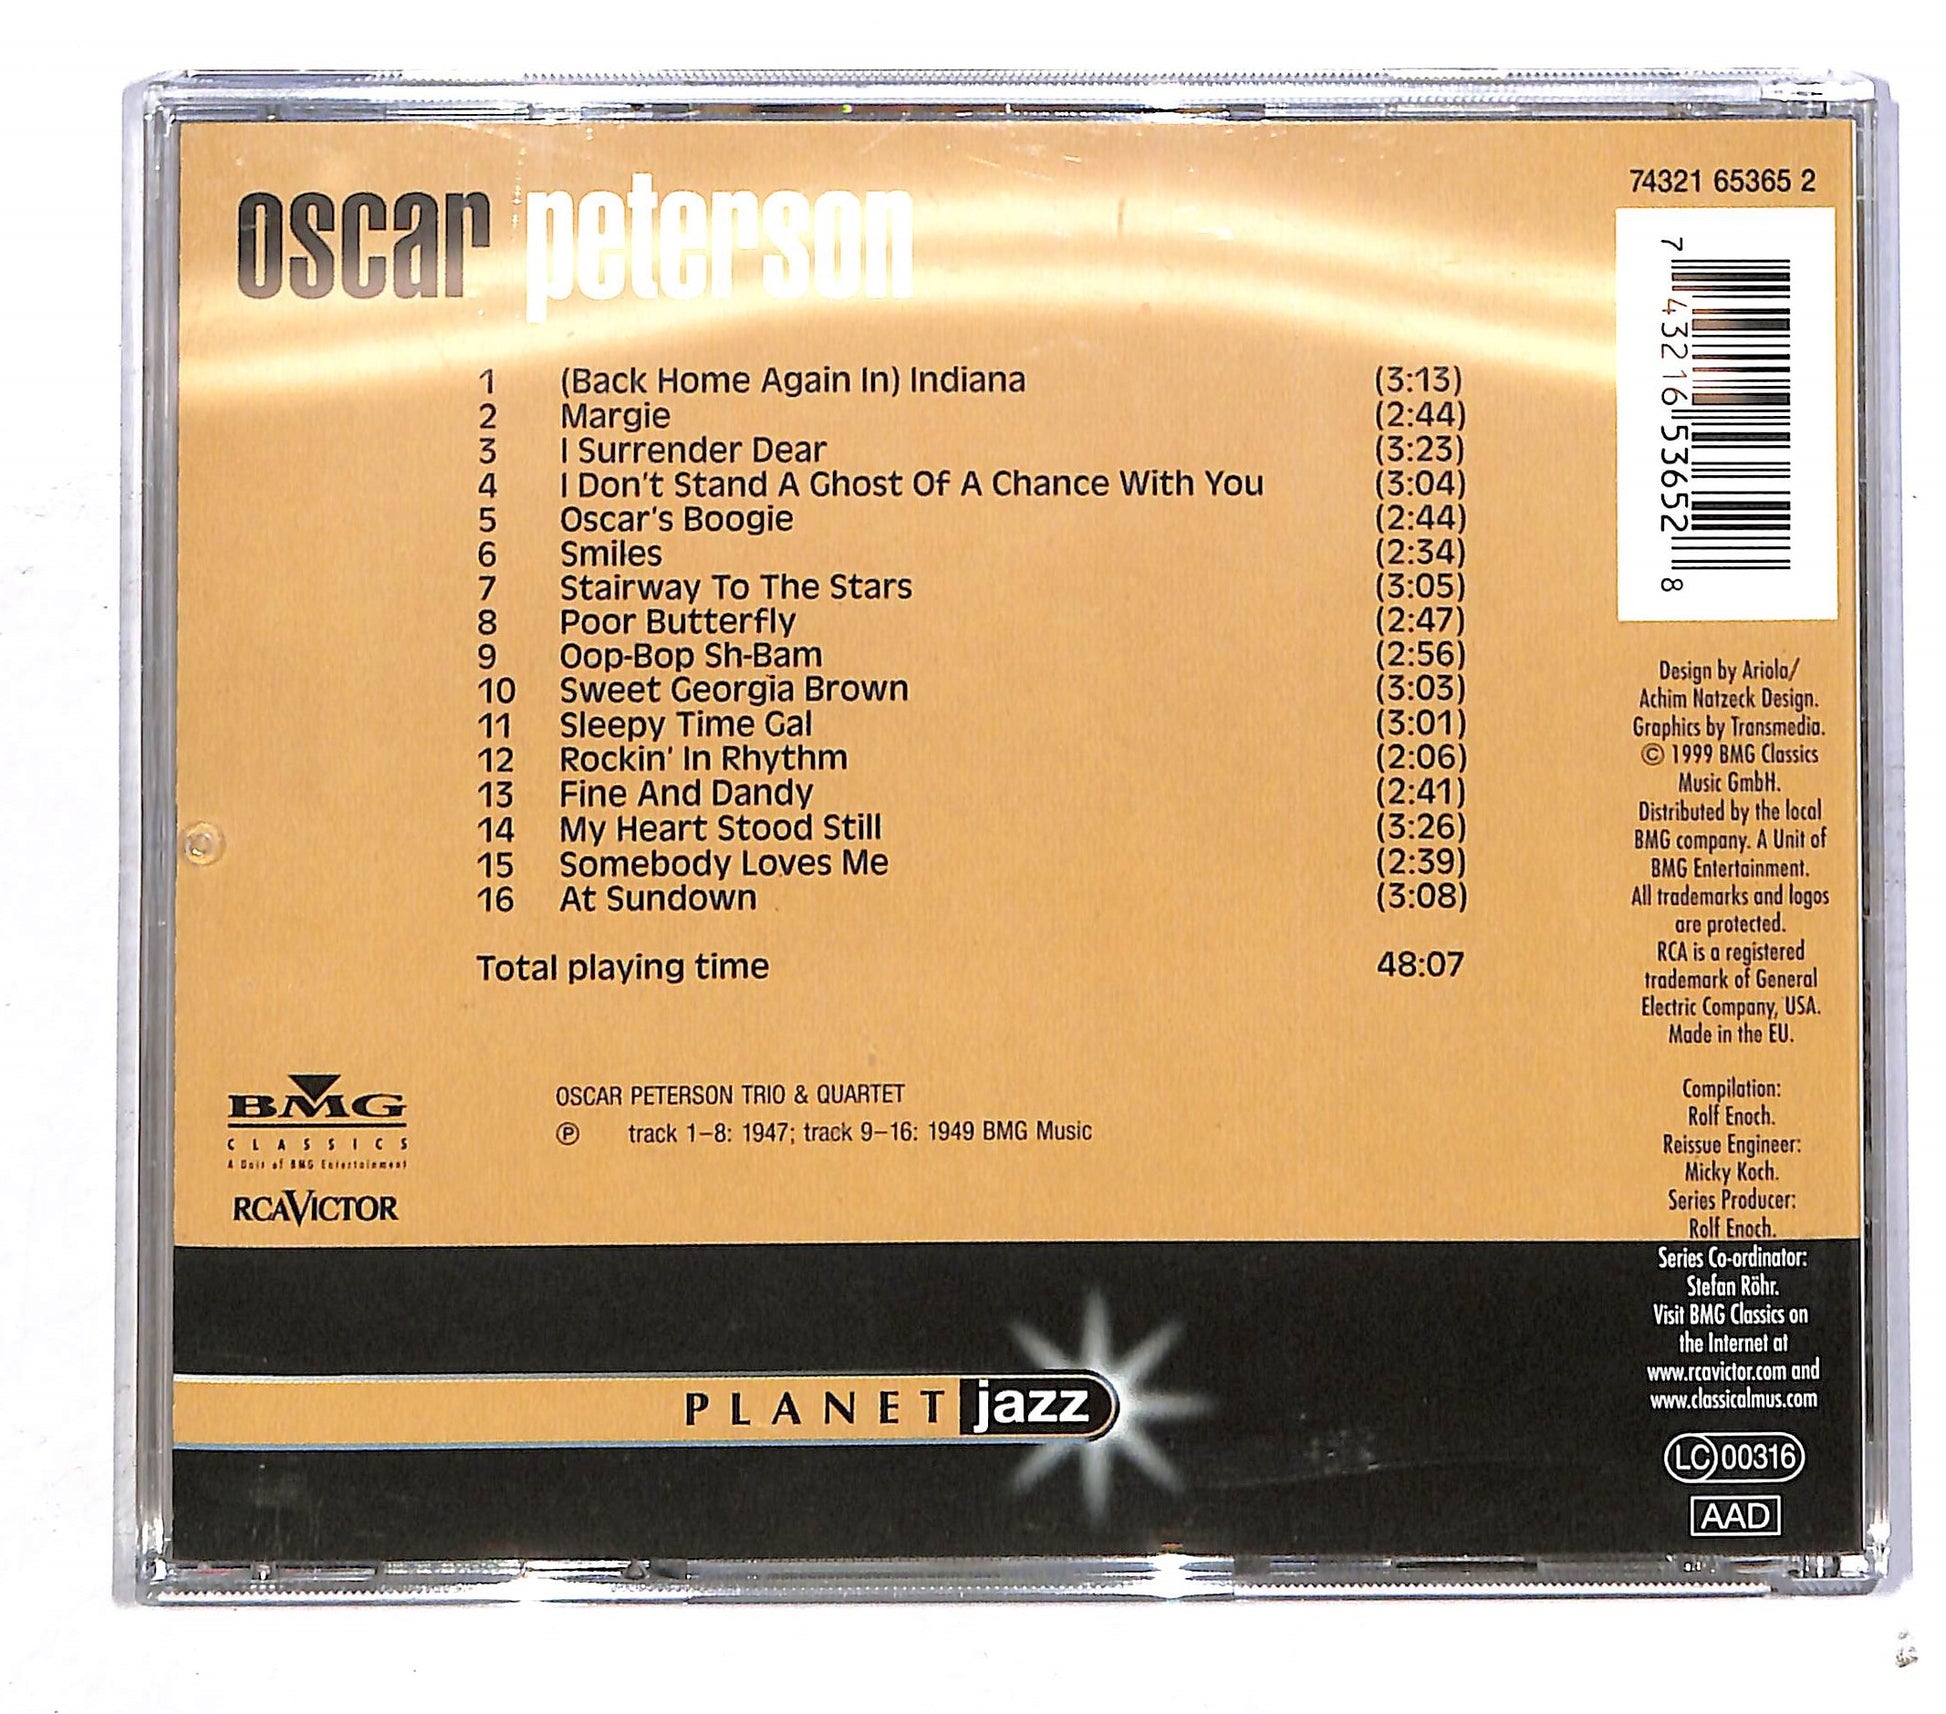 oscar peterson
74321 65365 2
7 43216 53652 8
1 (Back Home Again In) Indiana (3:13)
2 Margie (2:44)
3 I Surrender Dear (3:23)
4 I Don't Stand A Ghost Of A Chance With You (3:04)
5 Oscar's Boogie (2:44)
6 Smiles (2:34)
7 Stairway To The Stars (3:05)
8 Poor Butterfly (2:47)
9 Oop-Bop Sh-Bam (2:56)
10 Sweet Georgia Brown (3:03)
11 Sleepy Time Gal (3:01)
12 Rockin' In Rhythm (2:06)
13 Fine And Dandy (2:41)
14 My Heart Stood Still (3:26)
15 Somebody Loves Me (2:39)
16 At Sundown (3:08)
Total playing time 48:07
BMG
CLASSICS
A Unit of BMG Entertainment
RCAVICTOR
OSCAR PETERSON TRIO & QUARTET
℗ track 1–8: 1947; track 9–16: 1949 BMG Music
Design by Ariola/
Achim Natzeck Design.
Graphics by Transmedia.
© 1999 BMG Classics
Music GmbH.
Distributed by the local
BMG company. A Unit of
BMG Entertainment.
All trademarks and logos
are protected.
RCA is a registered
trademark of General
Electric Company, USA.
Made in the EU.
Compilation:
Rolf Enoch.
Reissue Engineer:
Micky Koch.
Series Producer:
Rolf Enoch.
Series Co-ordinator:
Stefan Röhr.
Visit BMG Classics on
the Internet at
www.rcavictor.com and
www.classicalmus.com
LC 00316
AAD
PLANET jazz